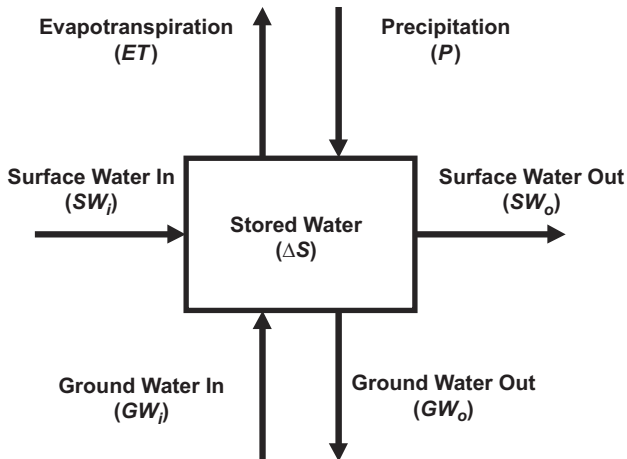 Evapotranspiration
(ET)
Precipitation
(P)
Surface Water In
(SWi)
Surface Water Out
(SWo)
Stored Water
(ΔS)
Ground Water In
(GWi)
Ground Water Out
(GWo)